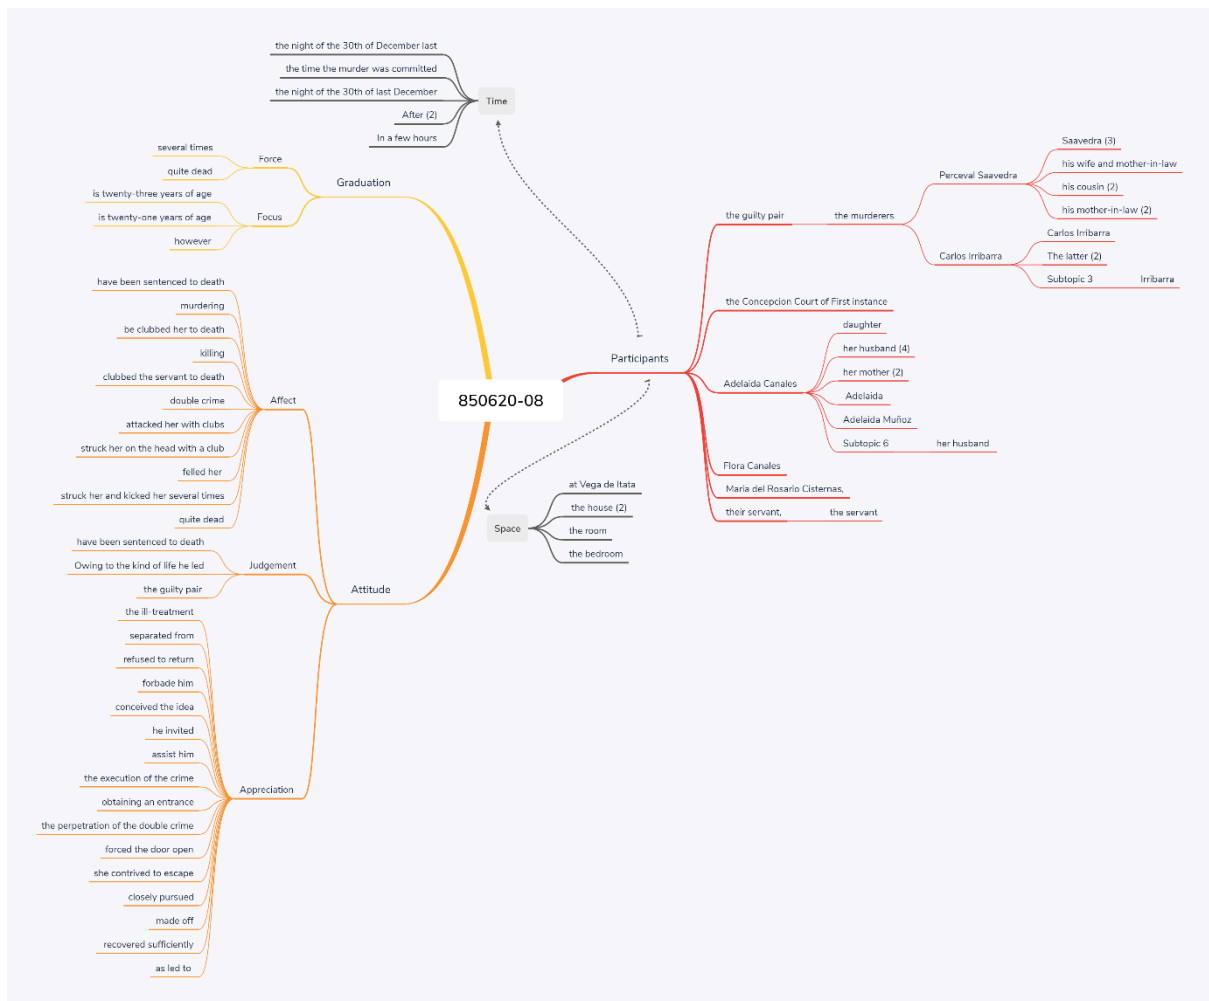 850620-08
Time
the night of the 30th of December last
the time the murder was committed
the night of the 30th of last December
After (2)
In a few hours
Graduation
Force
several times
quite dead
Focus
is twenty-three years of age
is twenty-one years of age
however
Attitude
Affect
have been sentenced to death
murdering
be clubbed her to death
killing
clubbed the servant to death
double crime
attacked her with clubs
struck her on the head with a club
felled her
struck her and kicked her several times
quite dead
Judgement
have been sentenced to death
Owing to the kind of life he led
the guilty pair
Appreciation
the ill-treatment
separated from
refused to return
forbade him
conceived the idea
he invited
assist him
the execution of the crime
obtaining an entrance
the perpetration of the double crime
forced the door open
she contrived to escape
closely pursued
made off
recovered sufficiently
as led to
Participants
the guilty pair
the murderers
Perceval Saavedra
Saavedra (3)
his wife and mother-in-law
his cousin (2)
his mother-in-law (2)
Carlos Irribarra
Carlos Irribarra
The latter (2)
Subtopic 3
Irribarra
the Concepcion Court of First instance
Adelaida Canales
daughter
her husband (4)
her mother (2)
Adelaida
Adelaida Muñoz
Subtopic 6
her husband
Flora Canales
Maria del Rosario Cisternas,
their servant,
the servant
Space
at Vega de Itata
the house (2)
the room
the bedroom